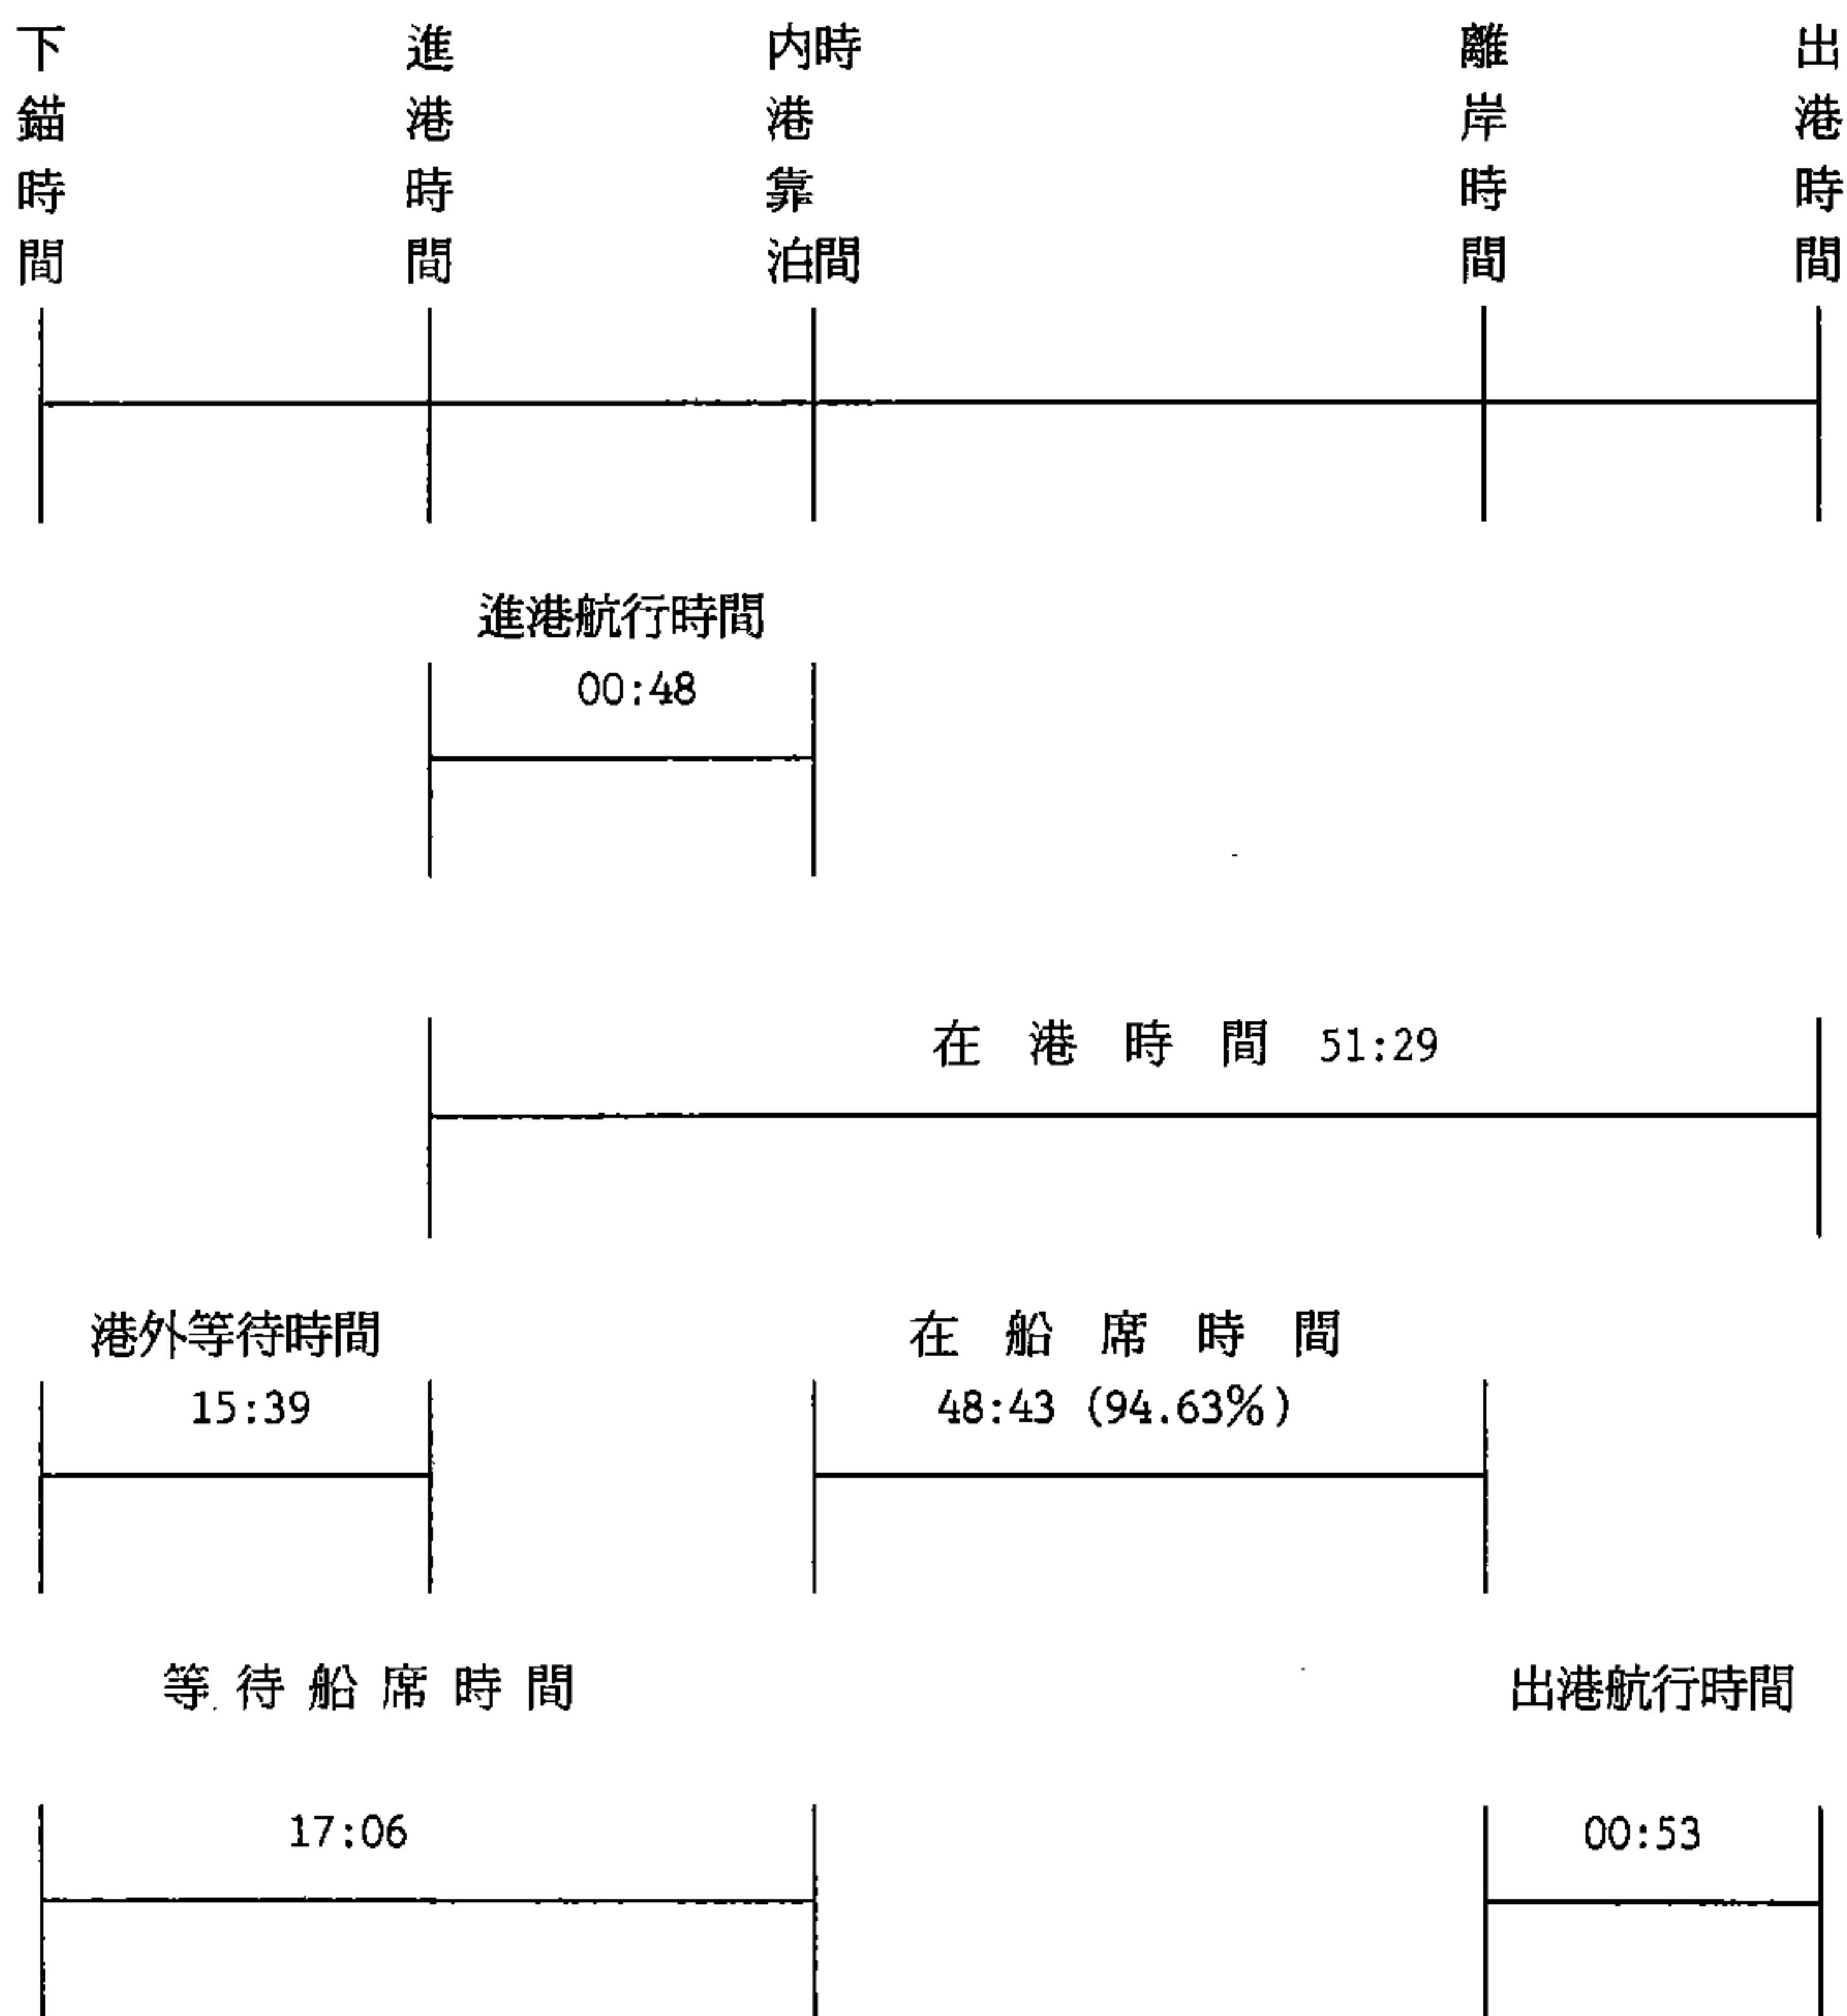 下錨時間
進港時間
内港靠泊時間
離岸時間
出港時間
進港航行時間
00:48
在港時間 51:29
港外等待時間
15:39
在船席時間
48:43 (94.63%)
等待船席時間
17:06
出港航行時間
00:53